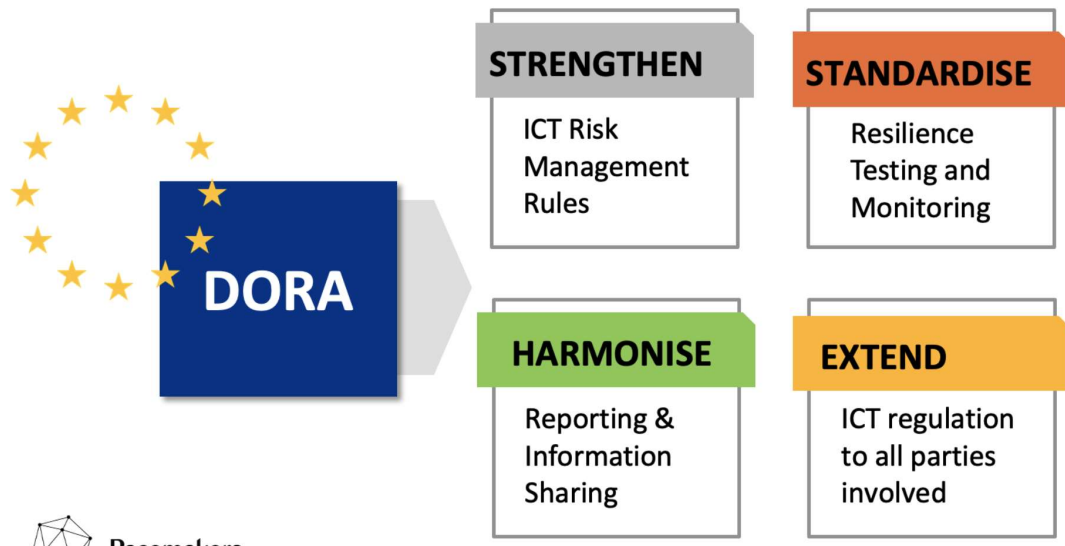 DORA
STRENGTHEN
ICT Risk
Management
Rules
STANDARDISE
Resilience
Testing and
Monitoring
HARMONISE
Reporting &
Information
Sharing
EXTEND
ICT regulation
to all parties
involved